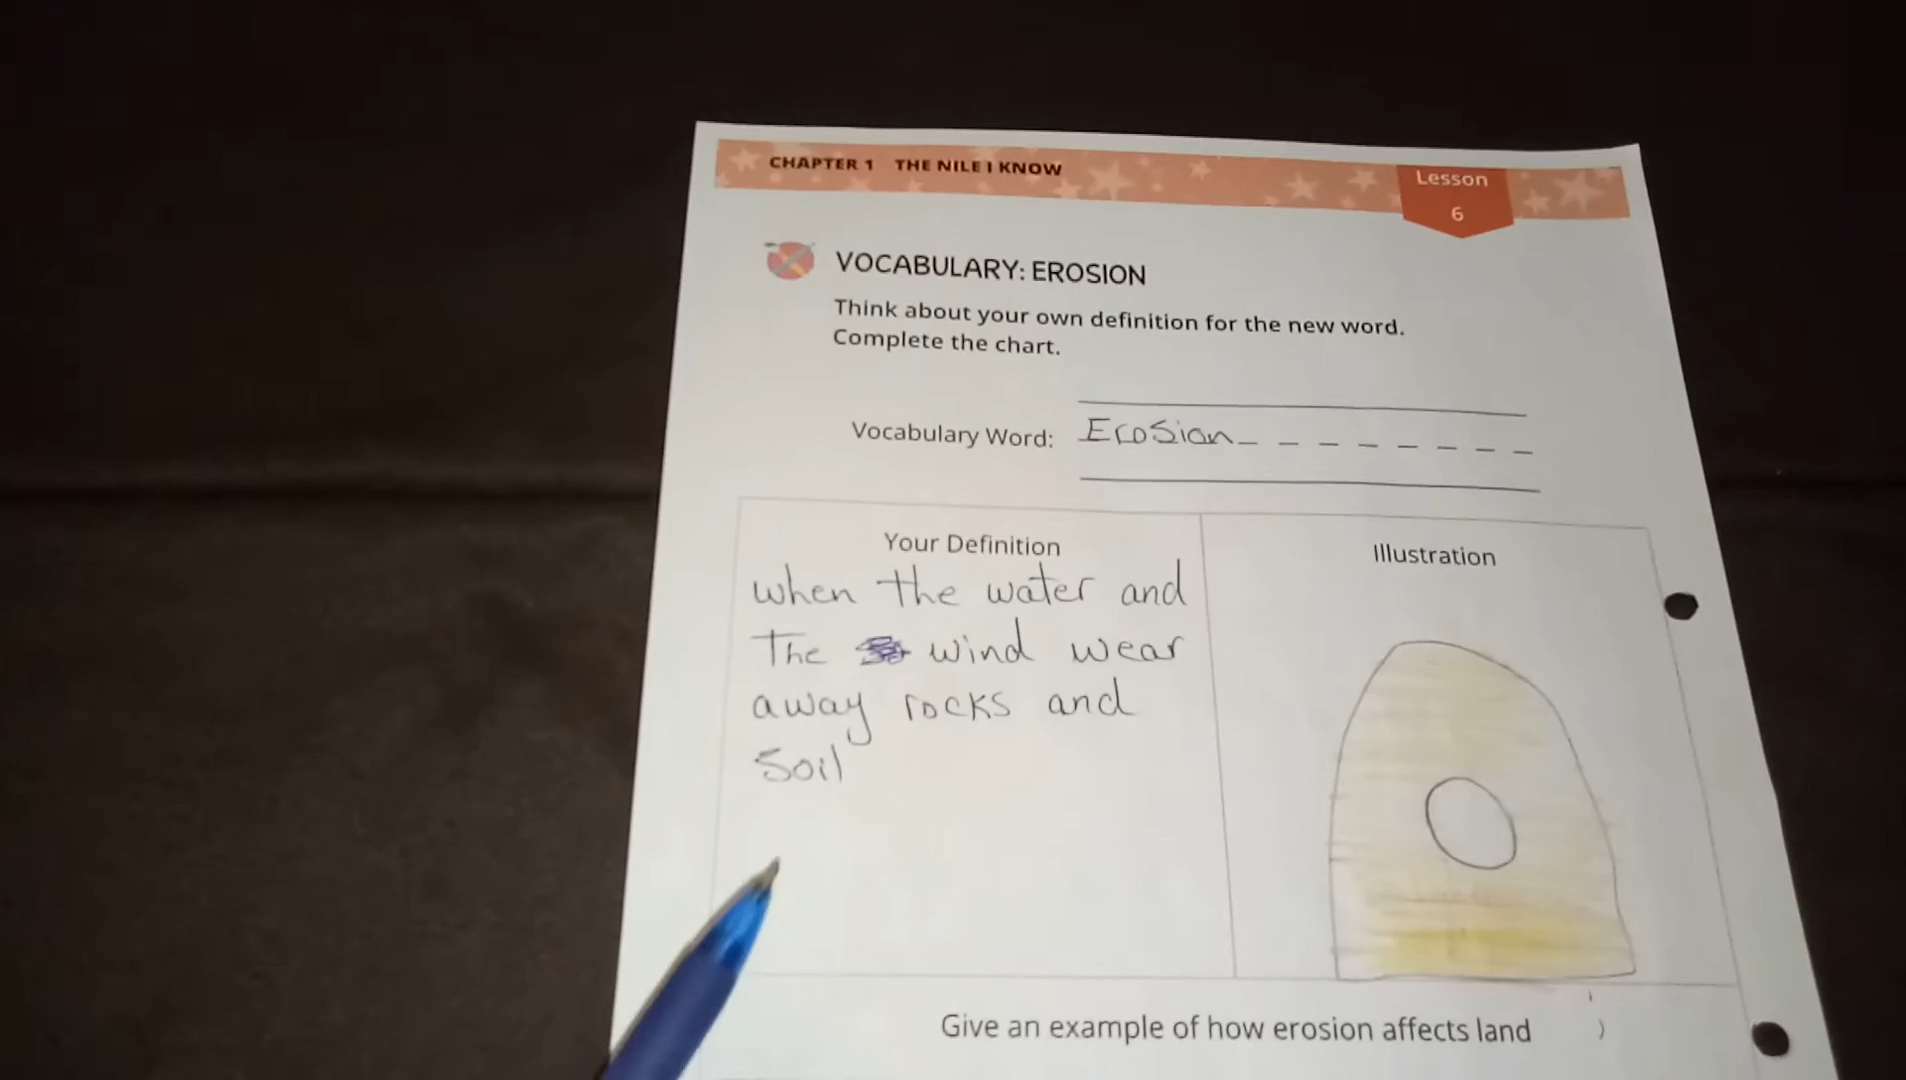 CHAPTER 1 THE NILE I KNOW
Lesson
6
VOCABULARY: EROSION
Think about your own definition for the new word.
Complete the chart.
Vocabulary Word: Erosion
Your Definition
when the water and
The wind wear
away rocks and
Soil
Illustration
Give an example of how erosion affects land